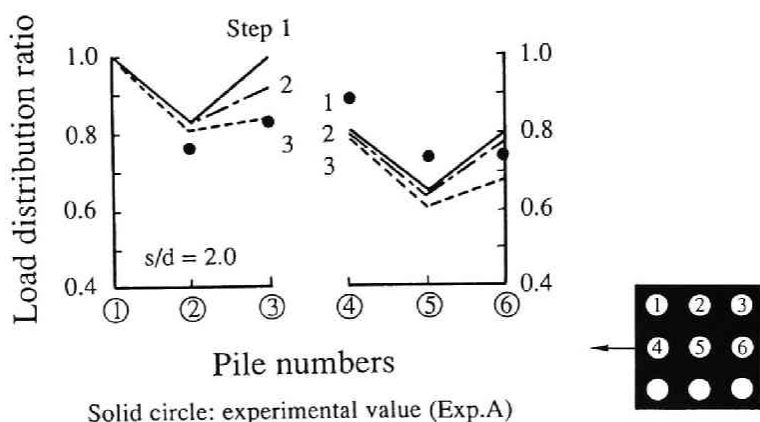 Step 1
1.0
0.8
0.6
0.4
Load distribution ratio
2
3
s/d = 2.0
① ② ③
1
2
3
1.0
0.8
0.6
0.4
④ ⑤ ⑥
Pile numbers
Solid circle: experimental value (Exp.A)
1 2 3
4 5 6